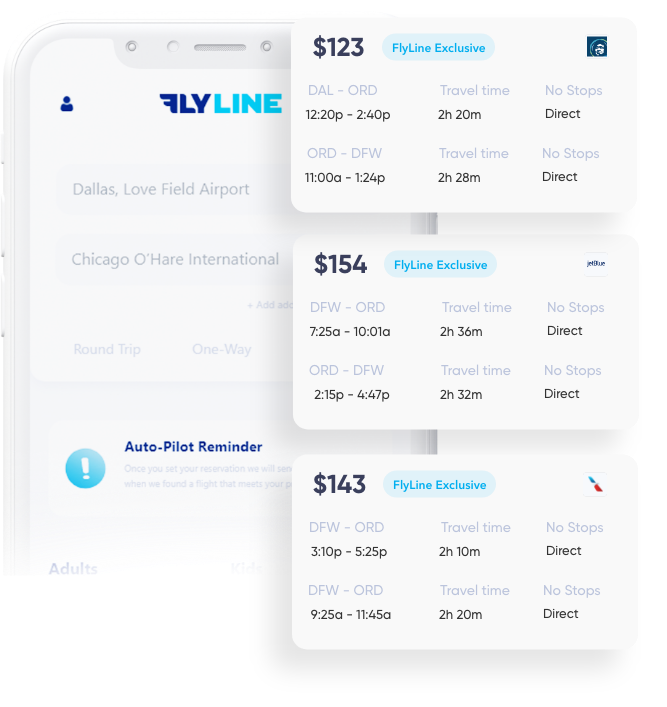 FLYLINE
Dallas, Love Field Airport
Chicago O'Hare International
+ Add
Round Trip One-Way
Auto-Pilot Reminder
Once you set your reservation we will
when we found a flight that meets your
Adults Kids
$123 FlyLine Exclusive
DAL - ORD Travel time No Stops
12:20p - 2:40p 2h 20m Direct
ORD - DFW Travel time No Stops
11:00a - 1:24p 2h 28m Direct
$154 FlyLine Exclusive jetBlue
DFW - ORD Travel time No Stops
7:25a - 10:01a 2h 36m Direct
ORD - DFW Travel time No Stops
2:15p - 4:47p 2h 32m Direct
$143 FlyLine Exclusive
DFW - ORD Travel time No Stops
3:10p - 5:25p 2h 10m Direct
DFW - ORD Travel time No Stops
9:25a - 11:45a 2h 20m Direct